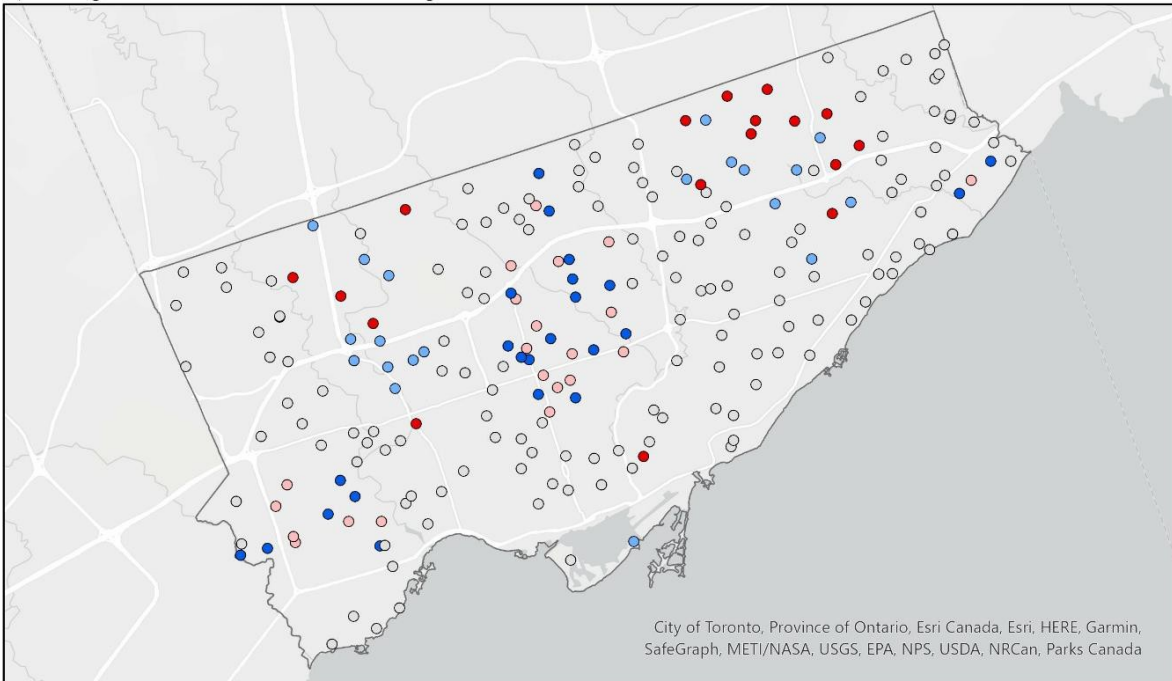 City of Toronto, Province of Ontario, Esri Canada, Esri, HERE, Garmin,
SafeGraph, METI/NASA, USGS, EPA, NPS, USDA, NRCan, Parks Canada